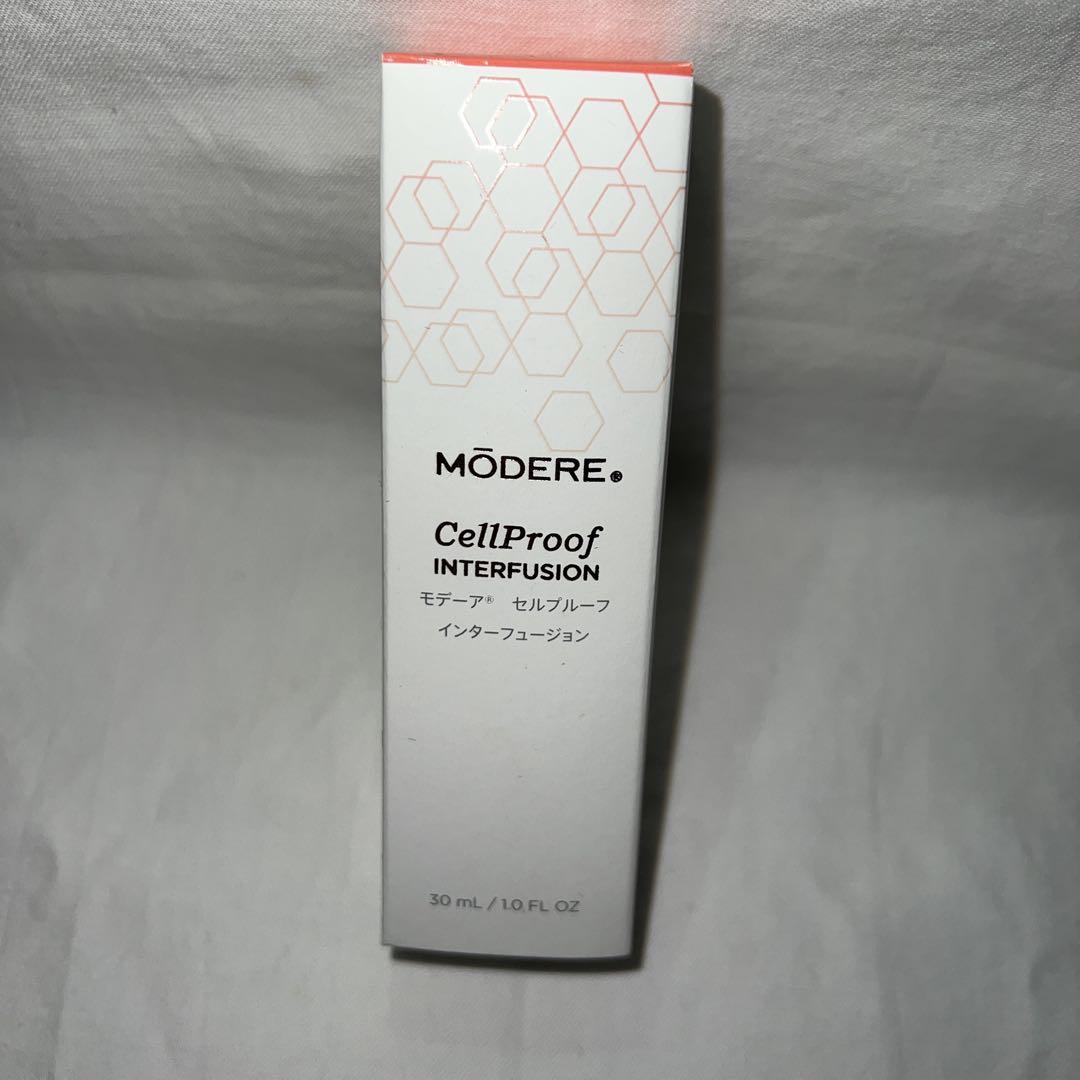 MŌDERE®
CellProof
INTERFUSION
モデーア® セルプルーフ
インターフュージョン
30 mL / 1.0 FL OZ